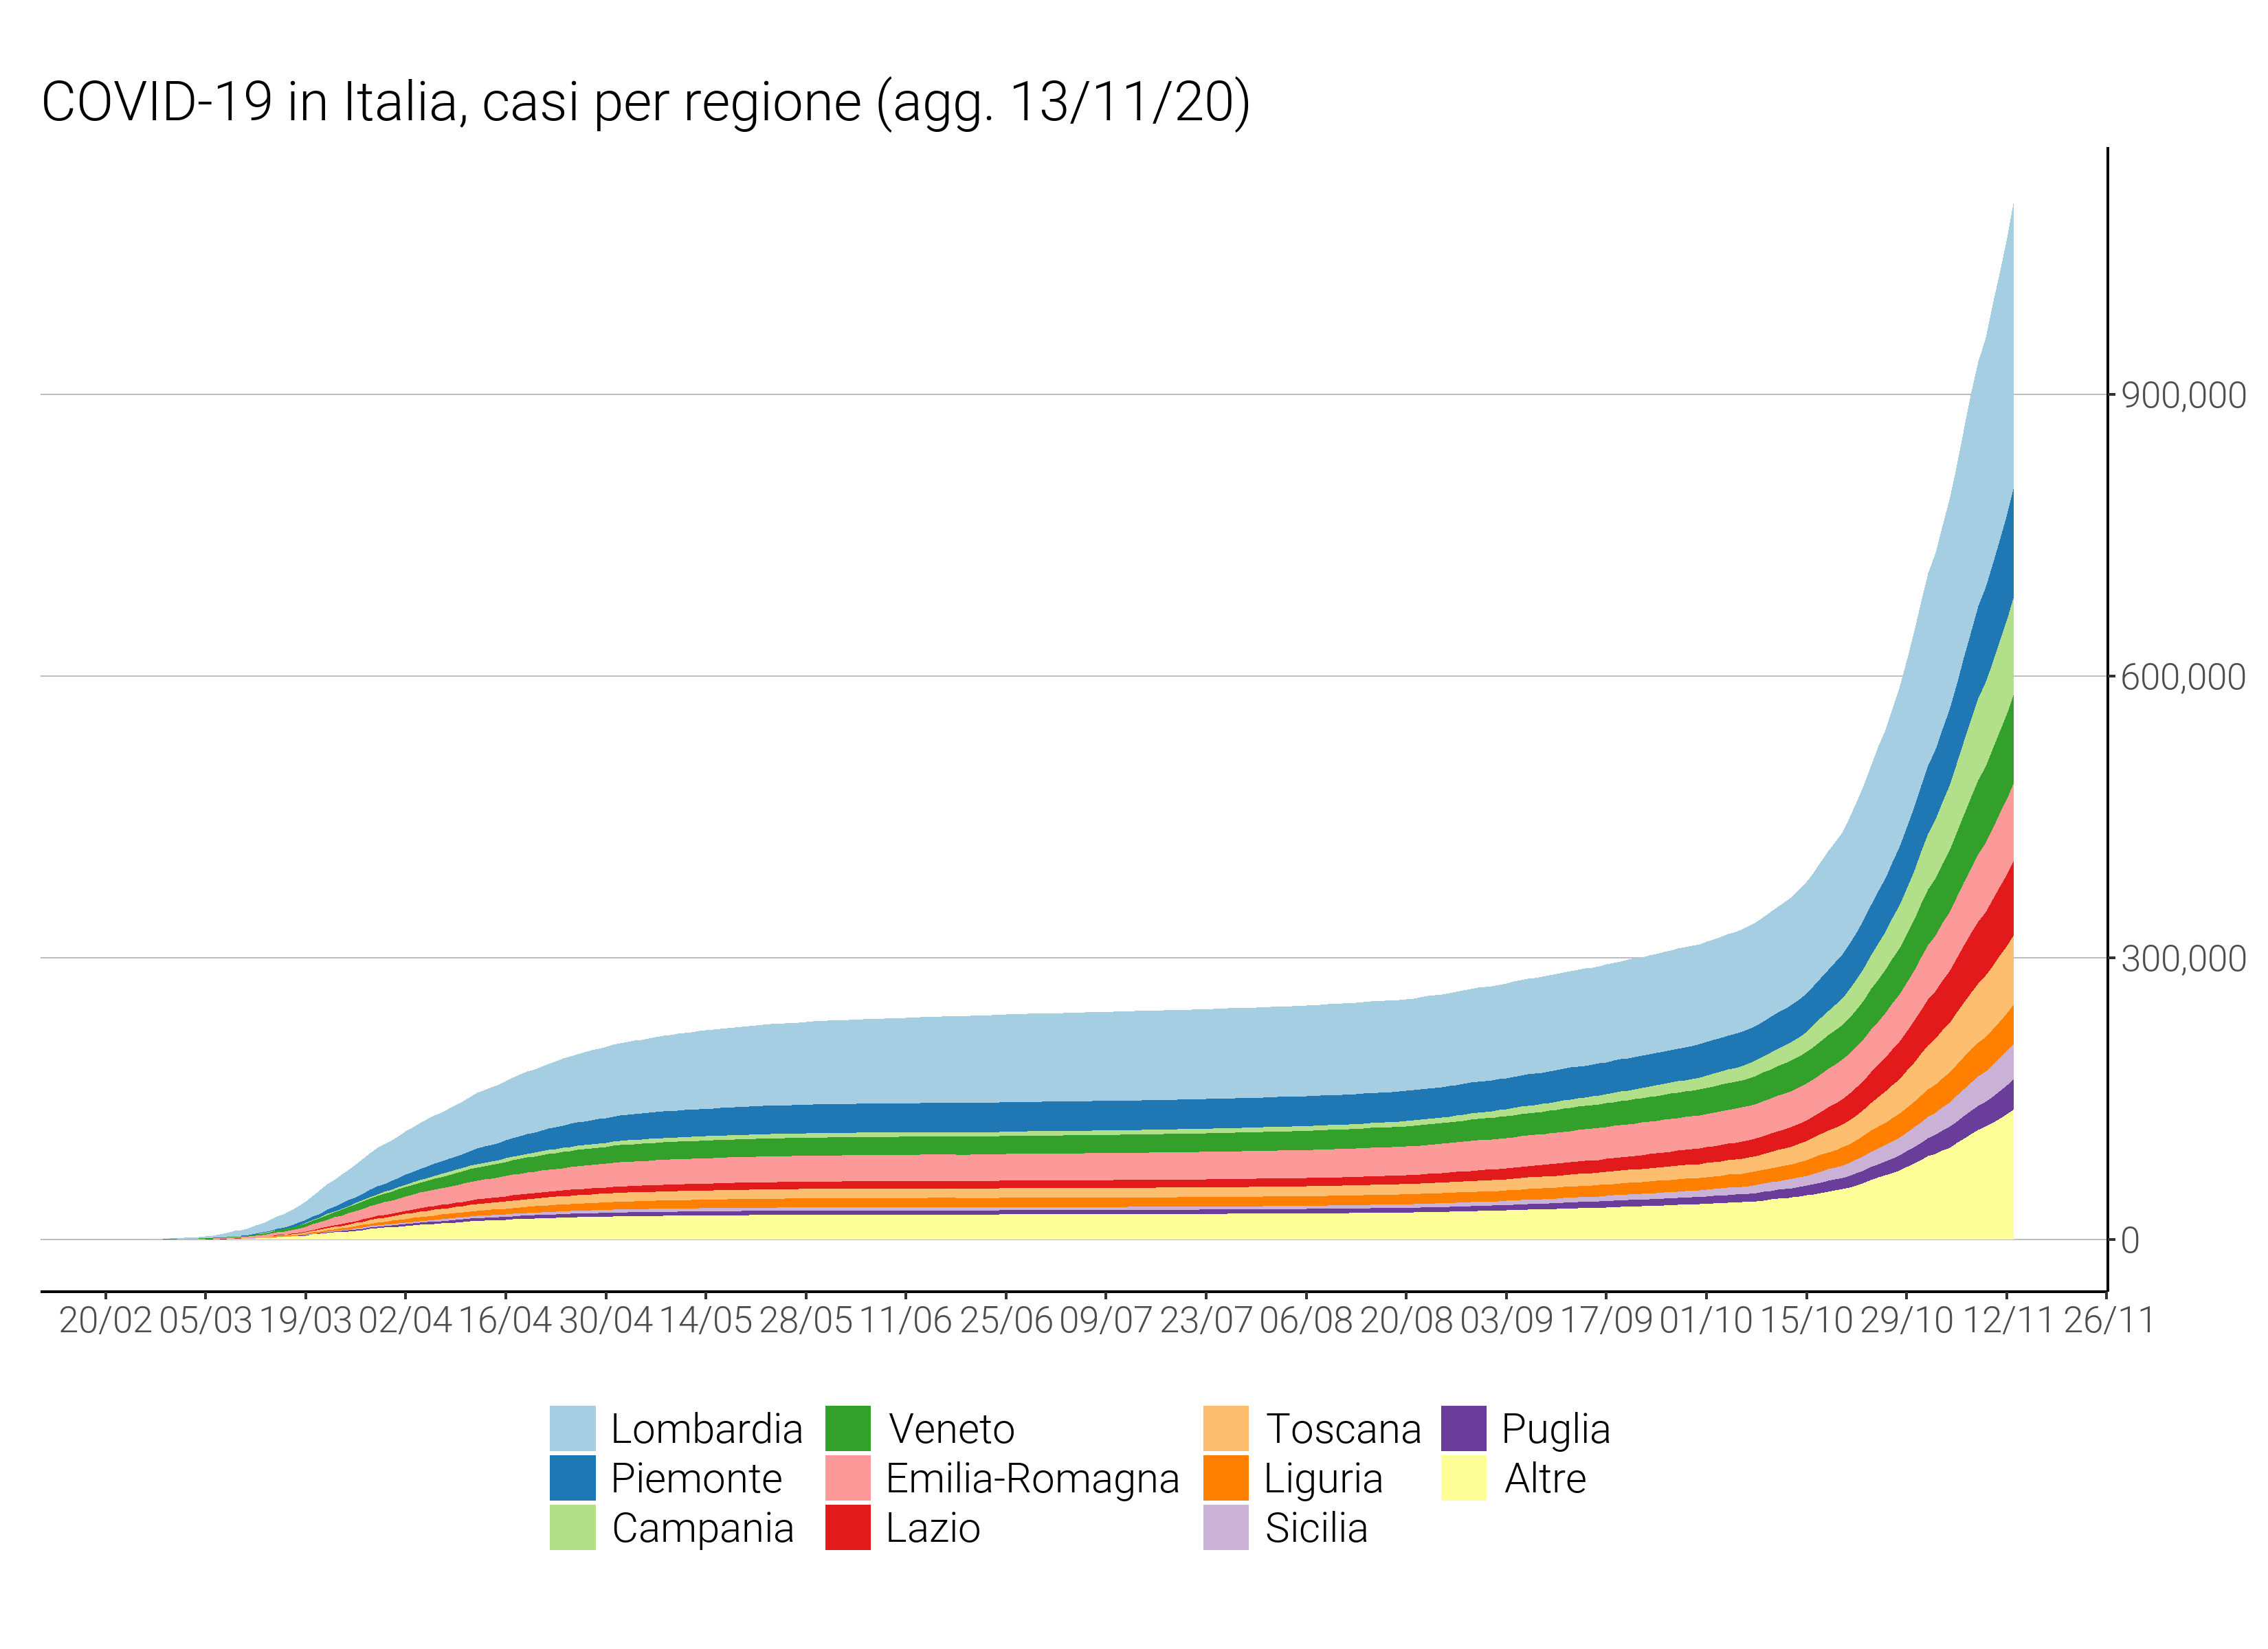 COVID-19 in Italia, casi per regione (agg. 13/11/20)
900,000
600,000
300,000
0
20/02 05/03 19/03 02/04 16/04 30/04 14/05 28/05 11/06 25/06 09/07 23/07 06/08 20/08 03/09 17/09 01/10 15/10 29/10 12/11 26/11
Lombardia Veneto Toscana Puglia
Piemonte Emilia-Romagna Liguria Altre
Campania Lazio Sicilia